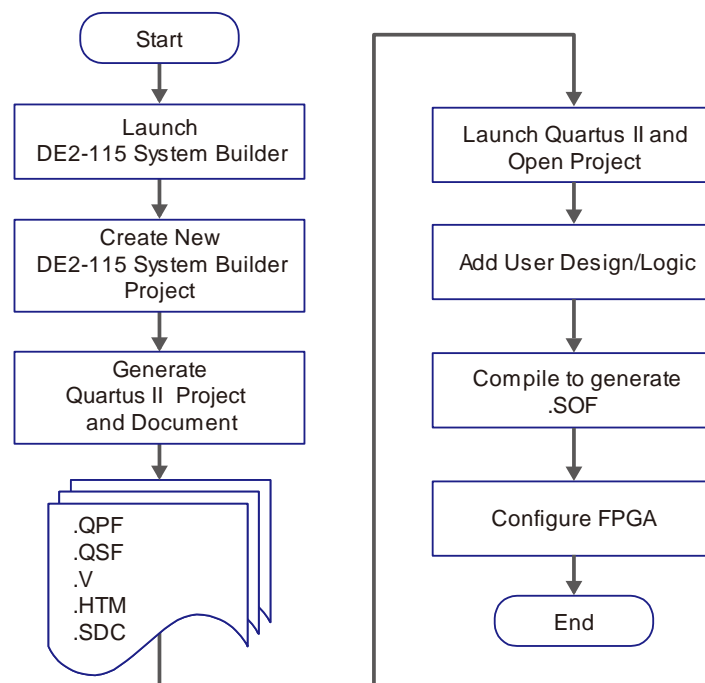 Start
Launch
DE2-115 System Builder
Create New
DE2-115 System Builder
Project
Generate
Quartus II Project
and Document
.QPF
.QSF
.V
.HTM
.SDC
Launch Quartus II and
Open Project
Add User Design/Logic
Compile to generate
.SOF
Configure FPGA
End